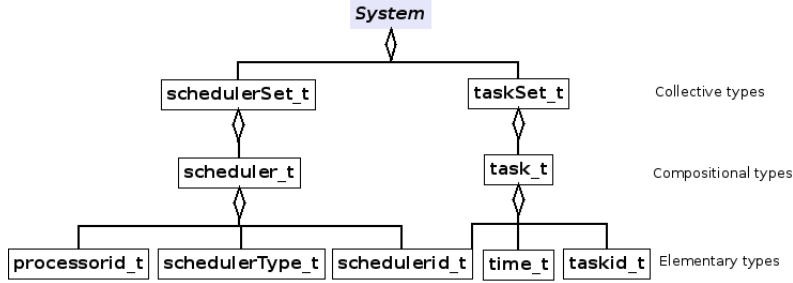 System
schedulerSet_t
taskSet_t
Collective types
scheduler_t
task_t
Compositional types
processorid_t
schedulerType_t
schedulerid_t
time_t
taskid_t
Elementary types